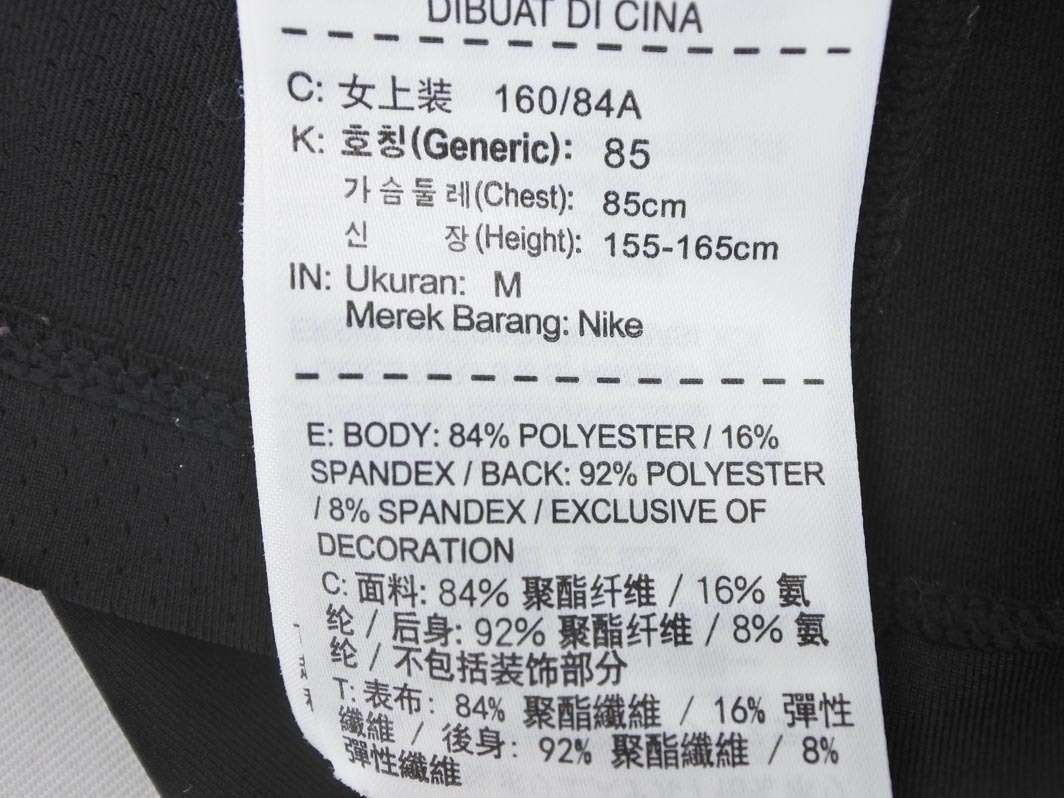 DIBUAT DI CINA
C: 女上装 160/84A
K: 호칭(Generic): 85
가슴둘레(Chest): 85cm
신 장(Height): 155-165cm
IN: Ukuran: M
Merek Barang: Nike
E: BODY: 84% POLYESTER / 16%
SPANDEX / BACK: 92% POLYESTER
/ 8% SPANDEX / EXCLUSIVE OF
DECORATION
C: 面料: 84% 聚酯纤维 / 16% 氨
纶 / 后身: 92% 聚酯纤维 / 8% 氨
纶 / 不包括装饰部分
T: 表布: 84% 聚酯纖維 / 16% 彈性
纖維 / 後身: 92% 聚酯纖維 / 8%
彈性纖維